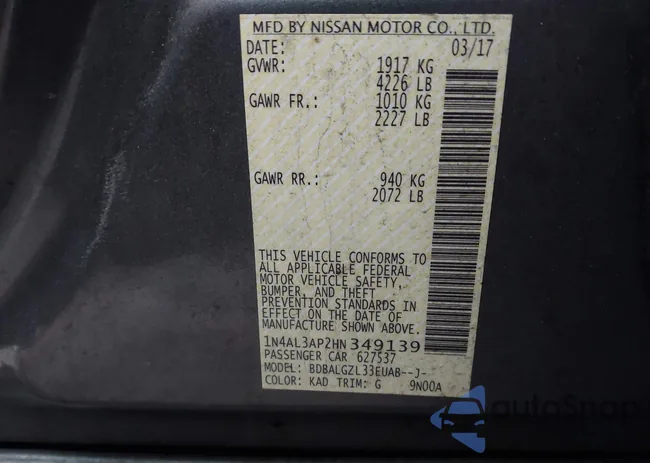 MFD BY NISSAN MOTOR CO., LTD.
DATE: 03/17
GVWR: 1917 KG
4226 LB
GAWR FR.: 1010 KG
2227 LB
GAWR RR.: 940 KG
2072 LB
THIS VEHICLE CONFORMS TO
ALL APPLICABLE FEDERAL
MOTOR VEHICLE SAFETY,
BUMPER, AND THEFT
PREVENTION STANDARDS IN
EFFECT ON THE DATE OF
MANUFACTURE SHOWN ABOVE.
1N4AL3AP2HN349139
PASSENGER CAR 627537
MODEL: BDBALGZL33EUAB--J-
COLOR: KAD TRIM: G 9N00A
autoSnap